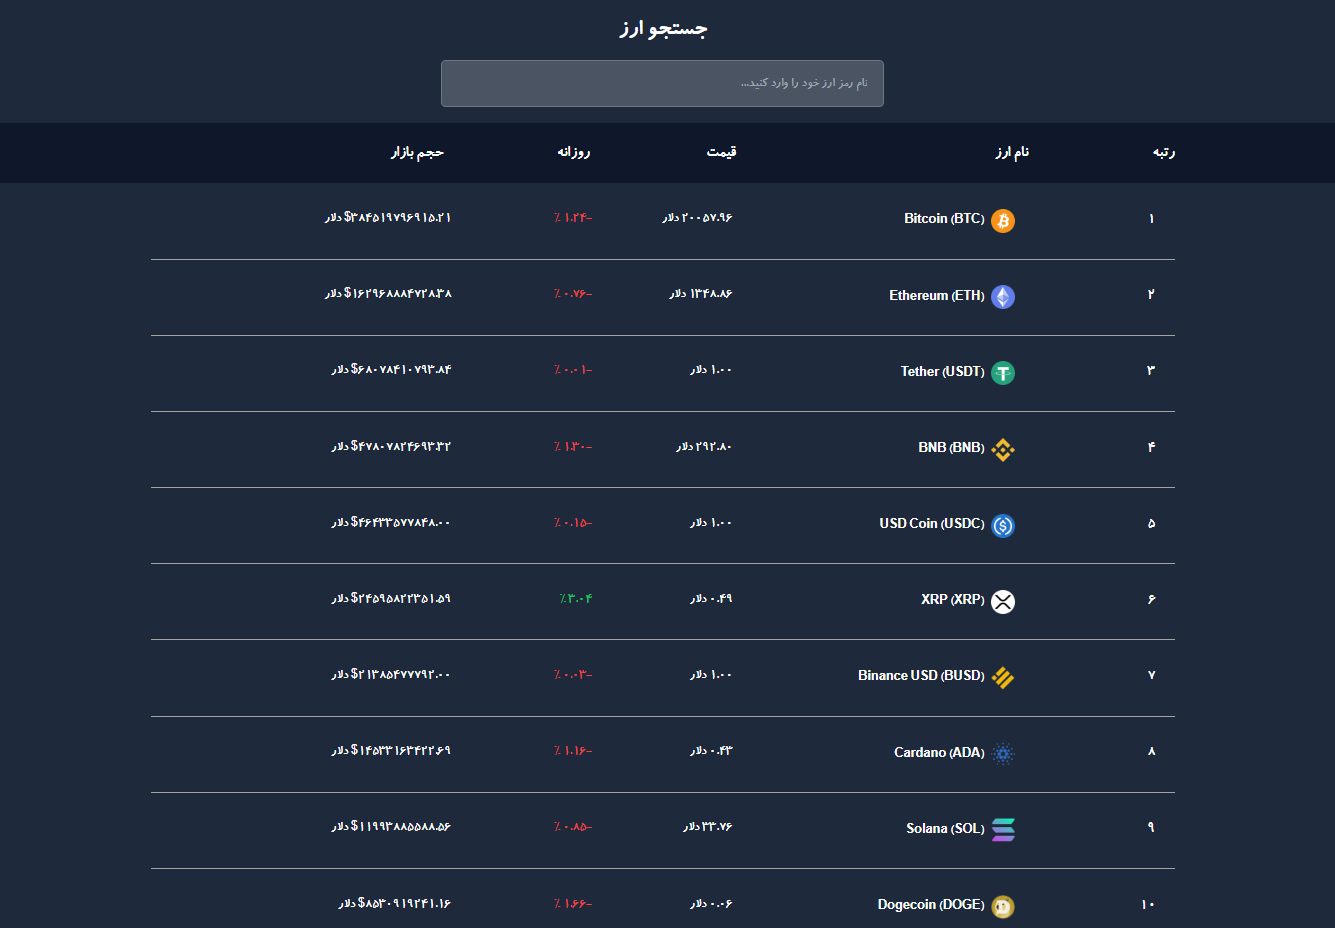 جستجو ارز
نام رمز ارز خود را وارد کنید...
رتبه نام ارز قیمت روزانه حجم بازار
۱ Bitcoin (BTC) ۲۰۰۵۷.۹۶ دلار -۱.۲۴ ٪ $۳۸۴۵۱۹۷۹۶۹۱۵.۲۱ دلار
۲ Ethereum (ETH) ۱۳۴۸.۸۶ دلار -۰.۷۶ ٪ $۱۶۲۹۶۸۸۸۴۷۲۸.۳۸ دلار
۳ Tether (USDT) ۱.۰۰ دلار -۰.۰۱ ٪ $۶۸۰۷۸۴۱۰۷۹۳.۸۴ دلار
۴ BNB (BNB) ۲۹۲.۸۰ دلار -۱.۳۰ ٪ $۴۷۸۰۷۸۲۴۶۹۳.۳۲ دلار
۵ USD Coin (USDC) ۱.۰۰ دلار -۰.۱۵ ٪ $۴۶۴۳۳۵۷۷۸۴۸.۰۰ دلار
۶ XRP (XRP) ۰.۴۹ دلار ۳.۰۴ ٪ $۲۴۵۹۵۸۲۲۳۵۱.۵۹ دلار
۷ Binance USD (BUSD) ۱.۰۰ دلار -۰.۰۳ ٪ $۲۱۳۸۵۴۷۷۷۹۲.۰۰ دلار
۸ Cardano (ADA) ۰.۴۳ دلار -۱.۱۶ ٪ $۱۴۵۳۳۱۶۳۴۲۲.۶۹ دلار
۹ Solana (SOL) ۳۳.۷۶ دلار -۰.۸۵ ٪ $۱۱۹۹۳۸۸۵۵۸۸.۵۶ دلار
۱۰ Dogecoin (DOGE) ۰.۰۶ دلار -۱.۶۶ ٪ $۸۵۳۰۹۱۹۲۴۱.۱۶ دلار